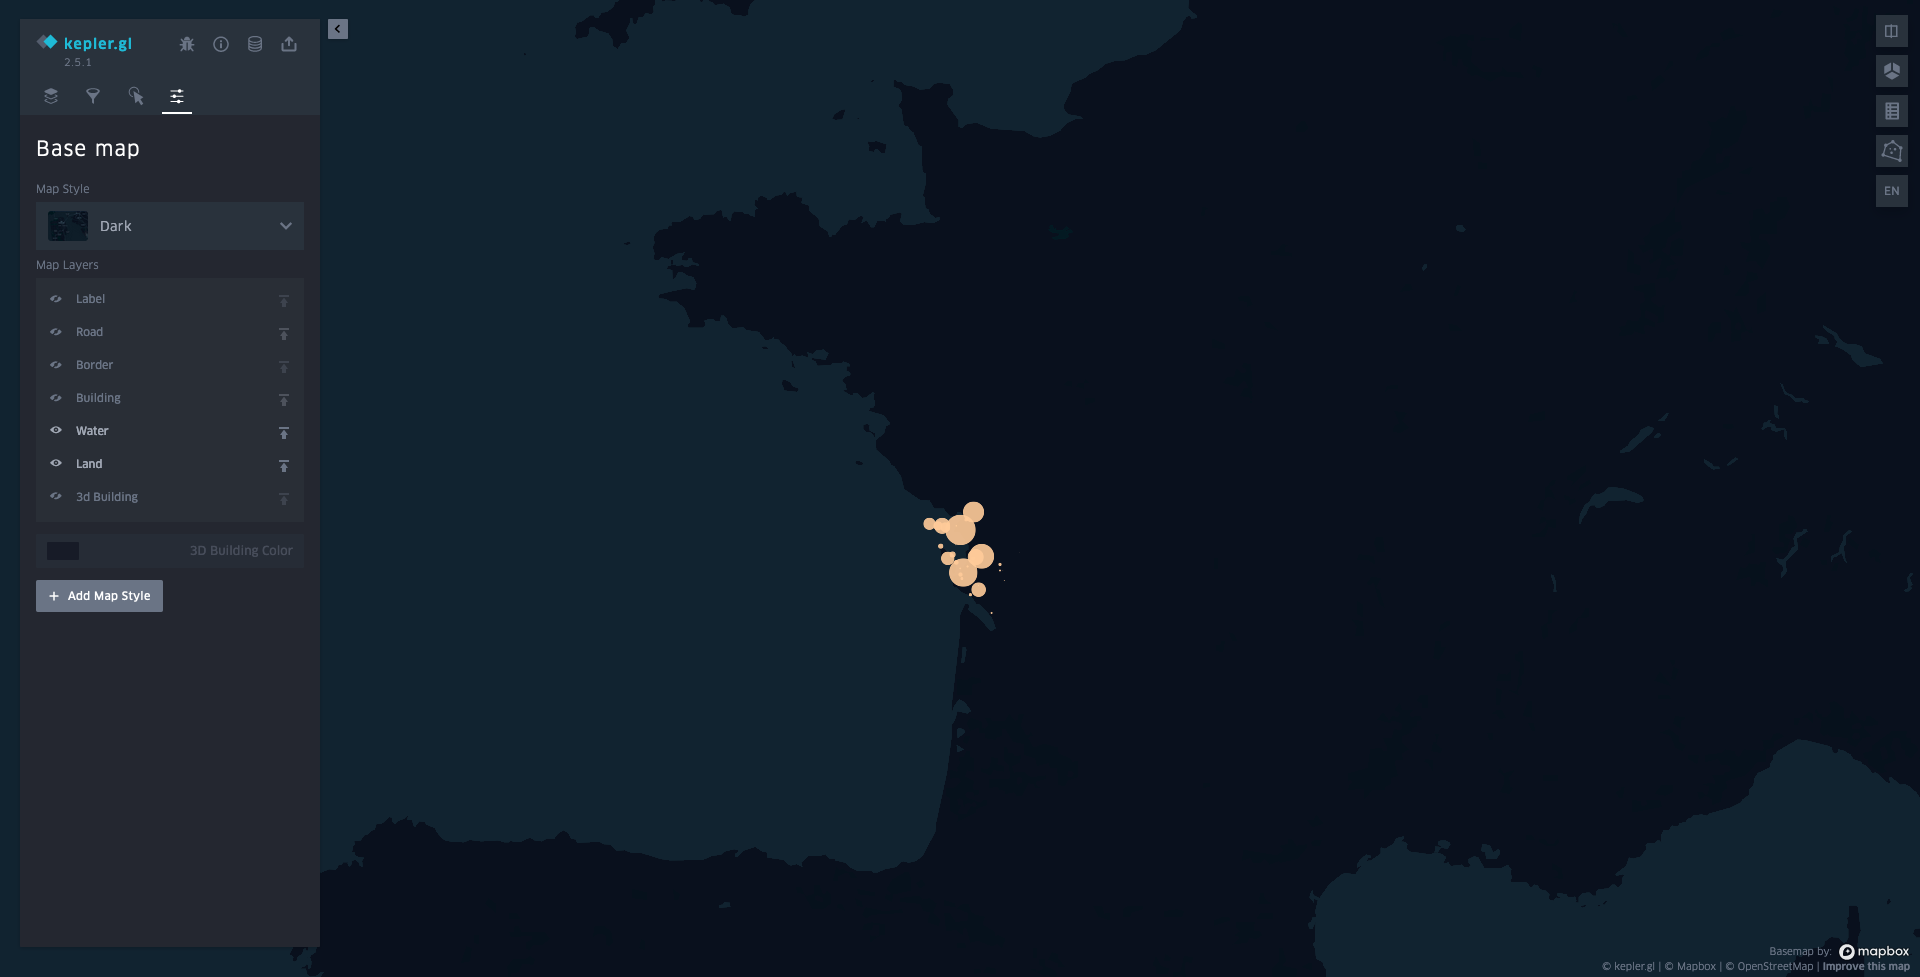 kepler.gl
2.5.1
Base map
Map Style
Dark
Map Layers
Label
Road
Border
Building
Water
Land
3d Building
3D Building Color
+ Add Map Style
EN
Basemap by: mapbox
© kepler.gl | © Mapbox | © OpenStreetMap | Improve this map